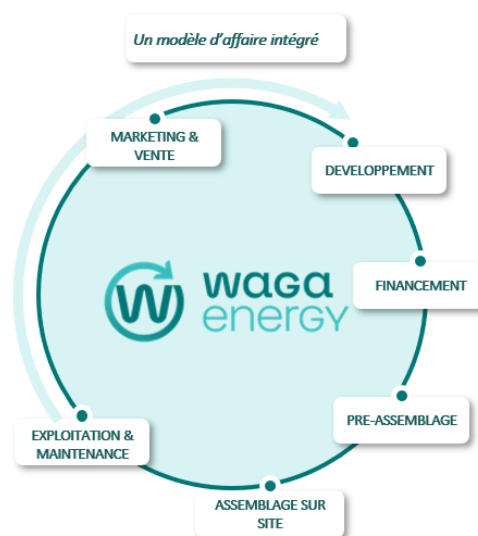 Un modèle d’affaire intégré
MARKETING &
VENTE
DEVELOPPEMENT
waGa
enerGY
FINANCEMENT
PRE-ASSEMBLAGE
EXPLOITATION &
MAINTENANCE
ASSEMBLAGE SUR
SITE